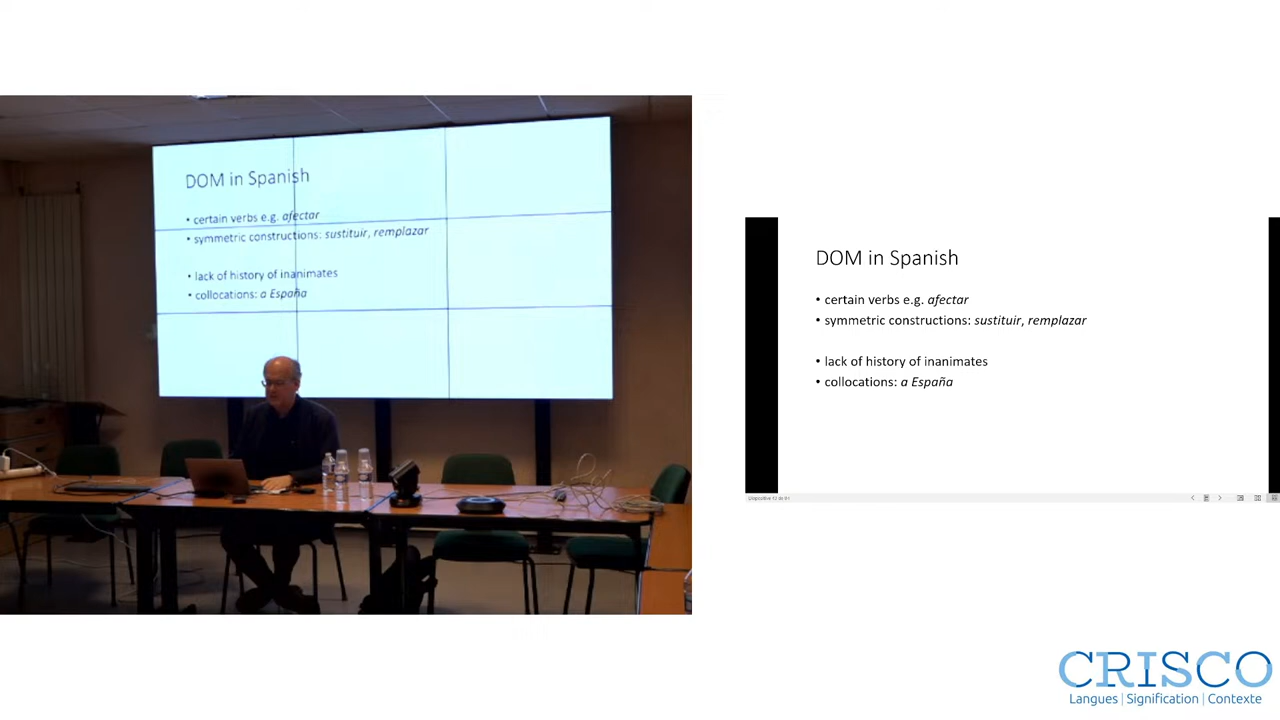 DOM in Spanish
• certain verbs e.g. afectar
• symmetric constructions: sustituir, remplazar
• lack of history of inanimates
• collocations: a España
DOM in Spanish
• certain verbs e.g. afectar
• symmetric constructions: sustituir, remplazar
• lack of history of inanimates
• collocations: a España
CRISCO
Langues | Signification | Contexte